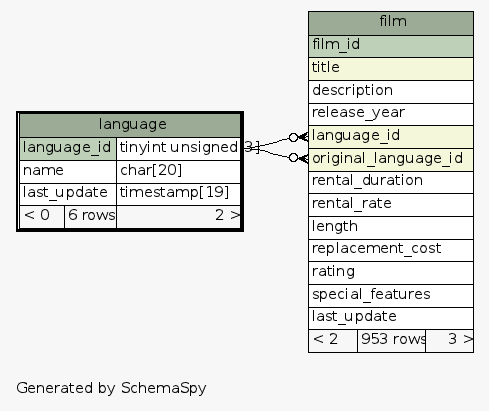 language
language_id tinyint unsigned[3]
name char[20]
last_update timestamp[19]
< 0 6 rows 2 >
film
film_id
title
description
release_year
language_id
original_language_id
rental_duration
rental_rate
length
replacement_cost
rating
special_features
last_update
< 2 953 rows 3 >
Generated by SchemaSpy